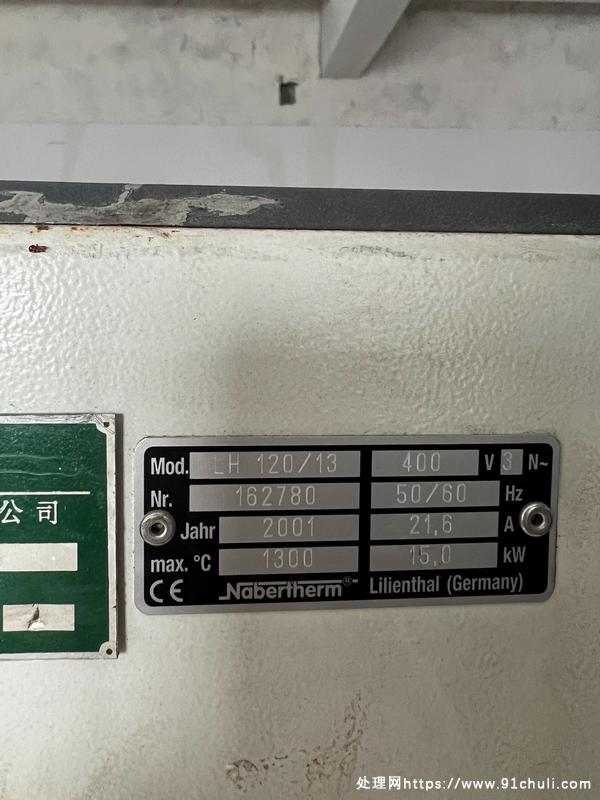 公司
Mod. LH 120/13 400 V 3 N~
Nr. 162780 50/60 Hz
Jahr 2001 21,6 A
max. °C 1300 15,0 kW
CE Nabertherm® Lilienthal (Germany)
处理网https://www.91chuli.com